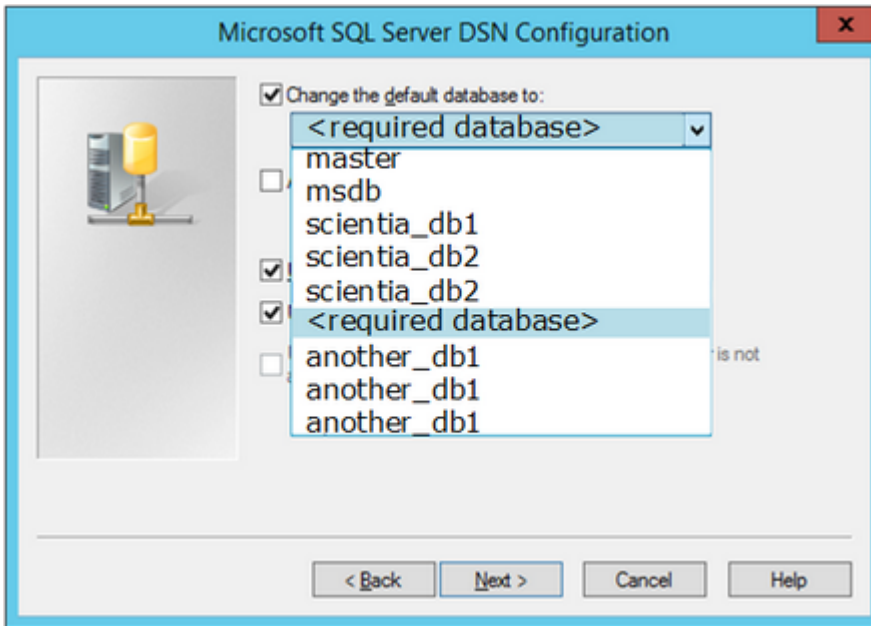 Microsoft SQL Server DSN Configuration
x
Change the default database to:
<required database>
master
msdb
scientia_db1
scientia_db2
scientia_db2
<required database>
another_db1
is not
another_db1
another_db1
< Back
Next >
Cancel
Help